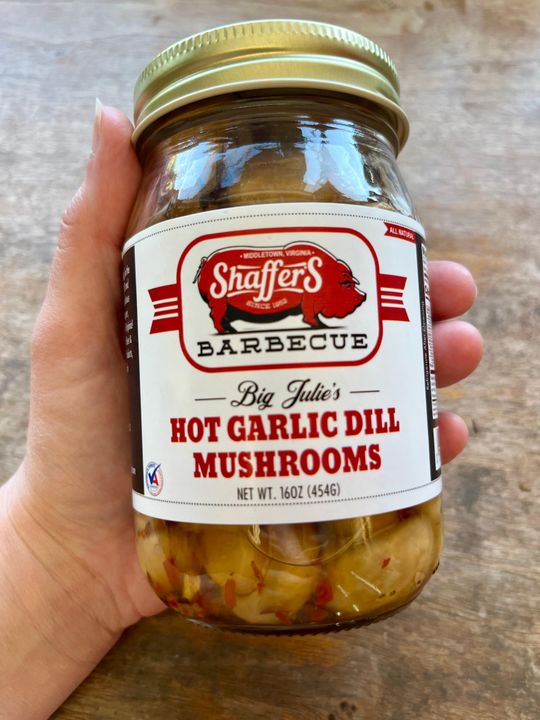 ALL NATURAL
• MIDDLETOWN, VIRGINIA •
Shaffer'S
SINCE 1952
BARBECUE
Big Julie's
HOT GARLIC DILL
MUSHROOMS
NET WT. 16OZ (454G)